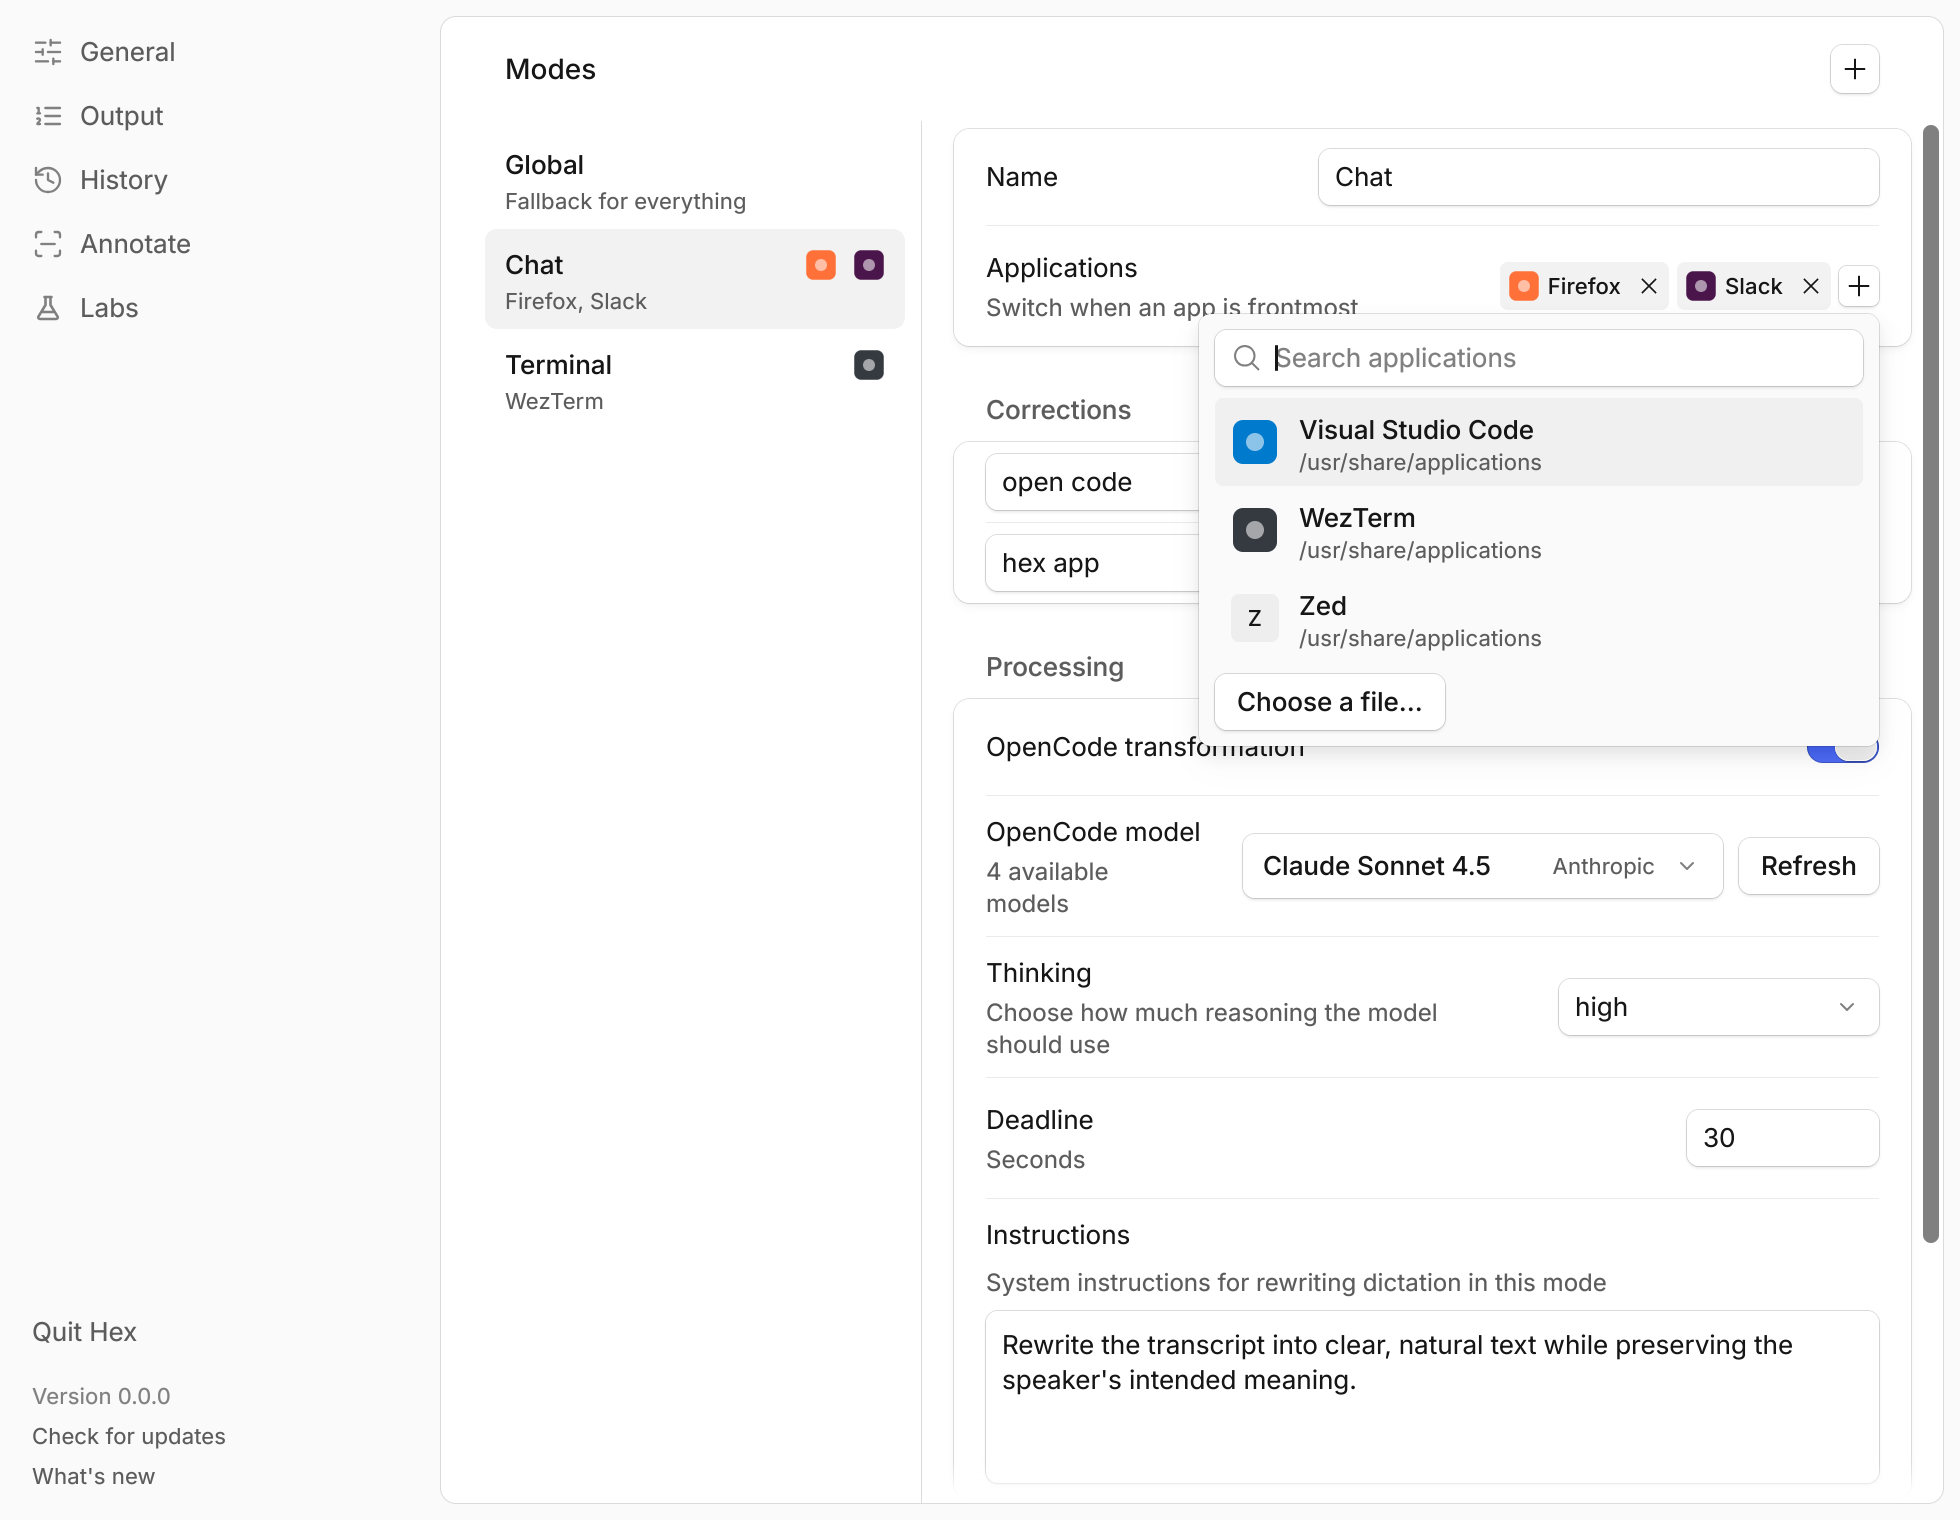 General
Output
History
Annotate
Labs
Quit Hex
Version 0.0.0
Check for updates
What's new
Modes
Global
Fallback for everything
Chat
Firefox, Slack
Terminal
WezTerm
Name
Chat
Applications
Switch when an app is frontmost
Firefox
Slack
Search applications
Visual Studio Code
/usr/share/applications
WezTerm
/usr/share/applications
Z
Zed
/usr/share/applications
Choose a file...
Corrections
open code
hex app
Processing
OpenCode transformation
OpenCode model
4 available
models
Claude Sonnet 4.5
Anthropic
Refresh
Thinking
Choose how much reasoning the model
should use
high
Deadline
Seconds
30
Instructions
System instructions for rewriting dictation in this mode
Rewrite the transcript into clear, natural text while preserving the
speaker's intended meaning.